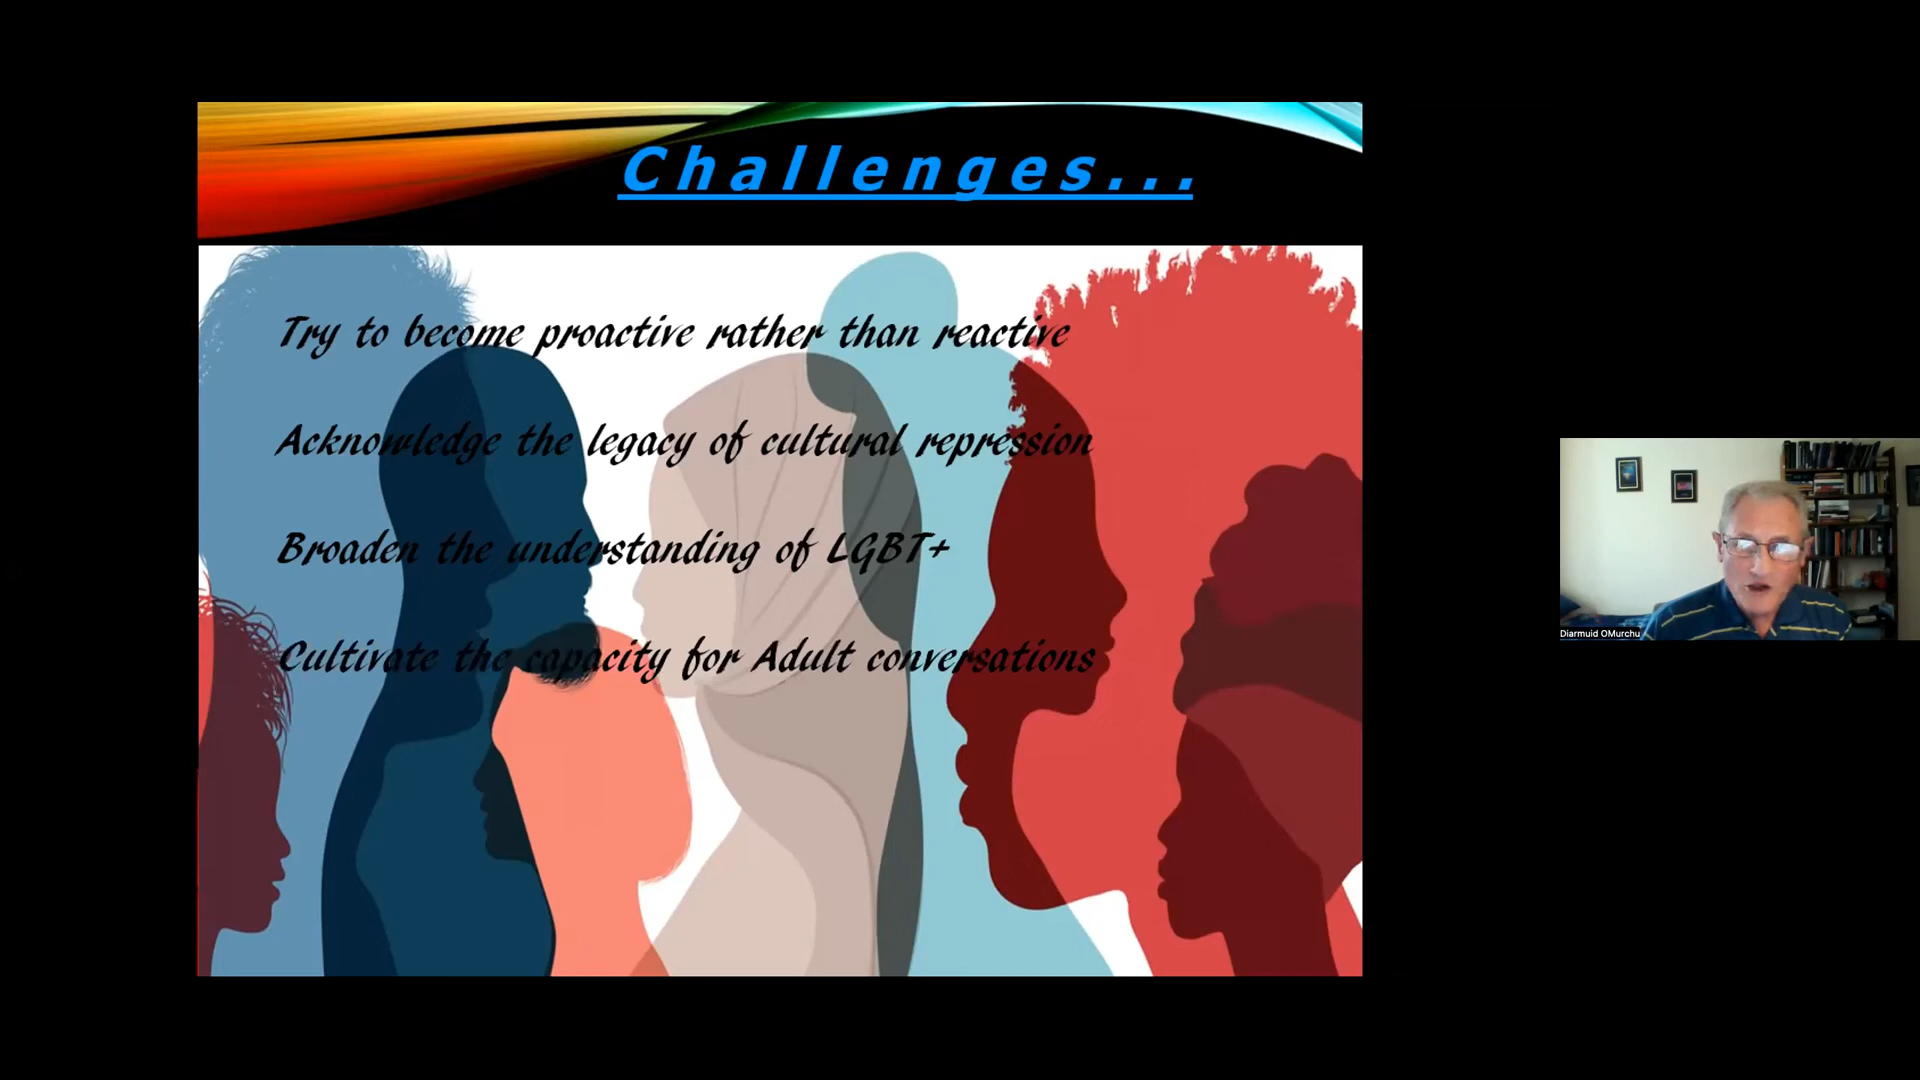 Challenges...
Try to become proactive rather than reactive
Acknowledge the legacy of cultural repression
Broaden the understanding of LGBT+
Cultivate the capacity for Adult conversations
Diarmuid OMurchu